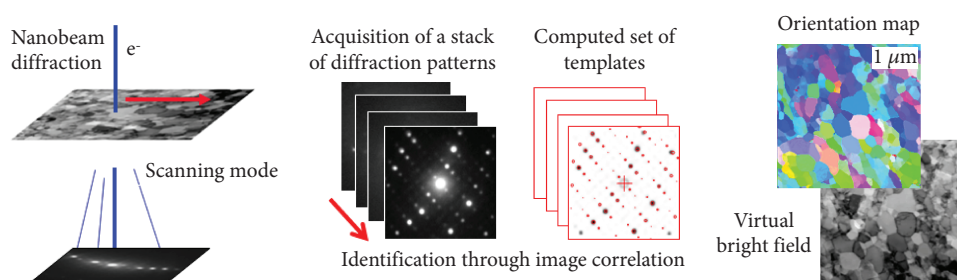 Nanobeam
diffraction
e-
Scanning mode
Acquisition of a stack
of diffraction patterns
Computed set of
templates
Identification through image correlation
Orientation map
1 μm
Virtual
bright field